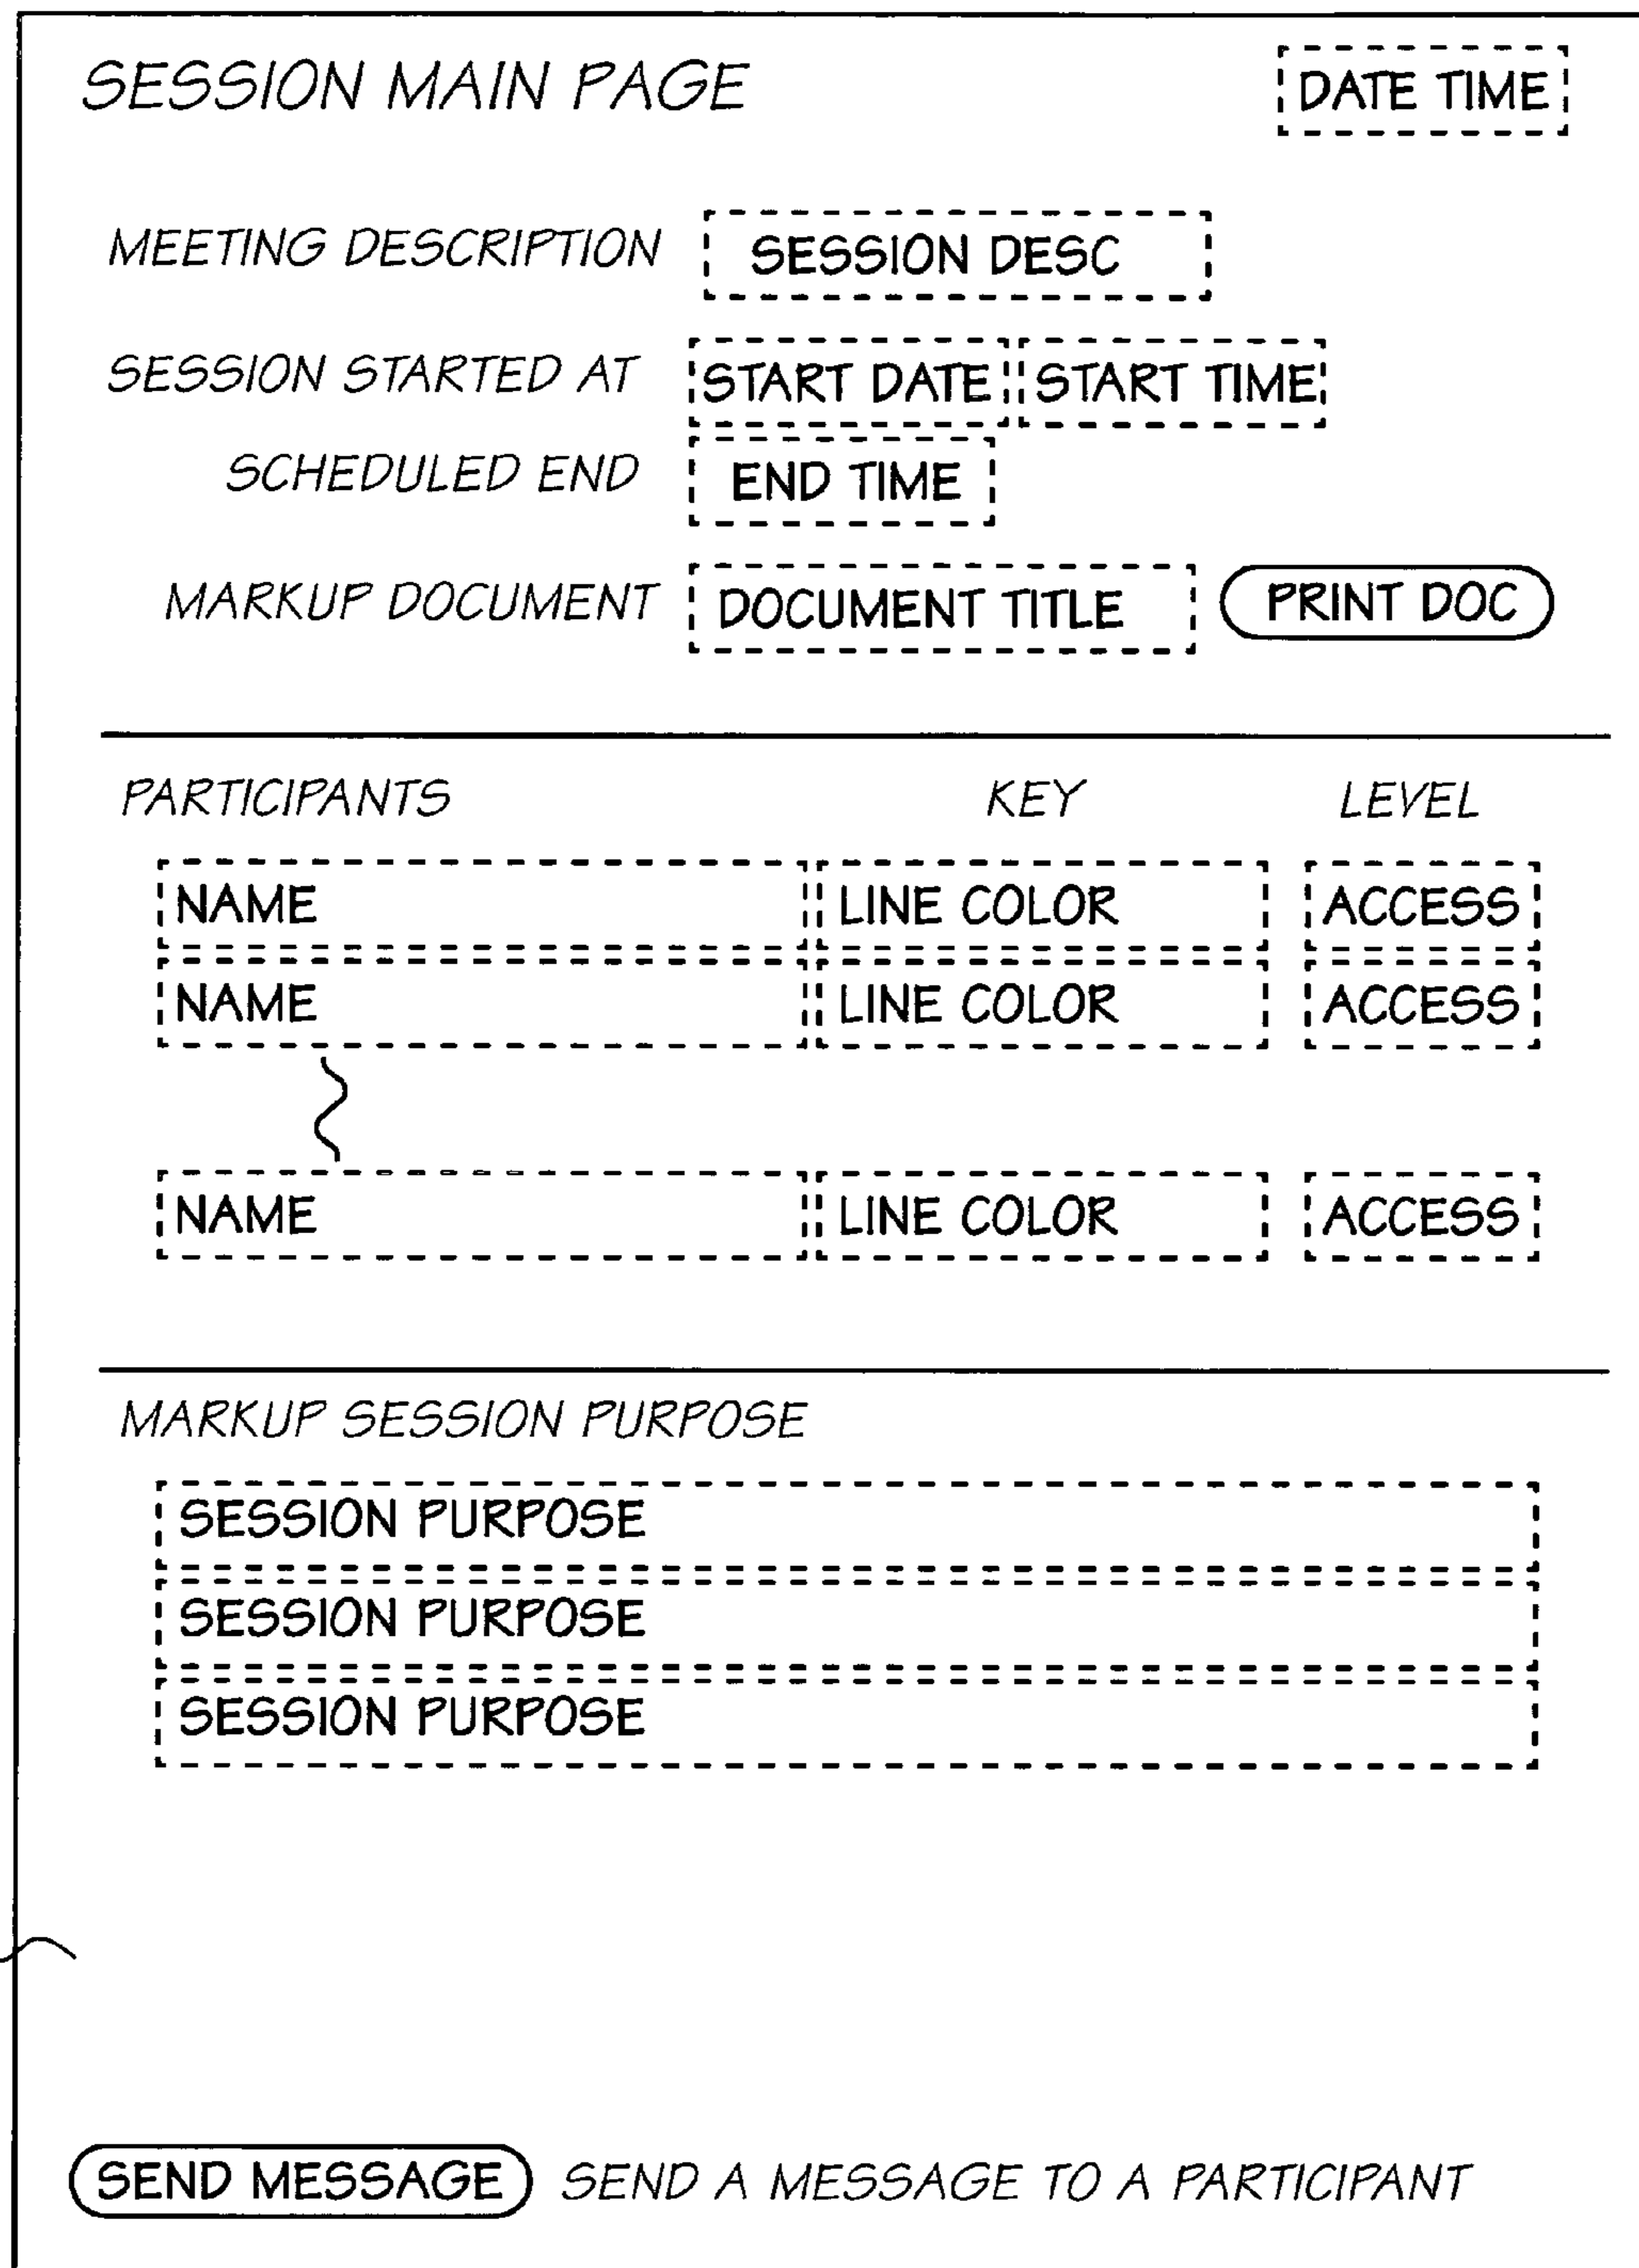 SESSION MAIN PAGE DATE TIME
MEETING DESCRIPTION SESSION DESC
SESSION STARTED AT START DATE START TIME
SCHEDULED END END TIME
MARKUP DOCUMENT DOCUMENT TITLE PRINT DOC
PARTICIPANTS KEY LEVEL
NAME LINE COLOR ACCESS
NAME LINE COLOR ACCESS
NAME LINE COLOR ACCESS
MARKUP SESSION PURPOSE
SESSION PURPOSE
SESSION PURPOSE
SESSION PURPOSE
SEND MESSAGE SEND A MESSAGE TO A PARTICIPANT